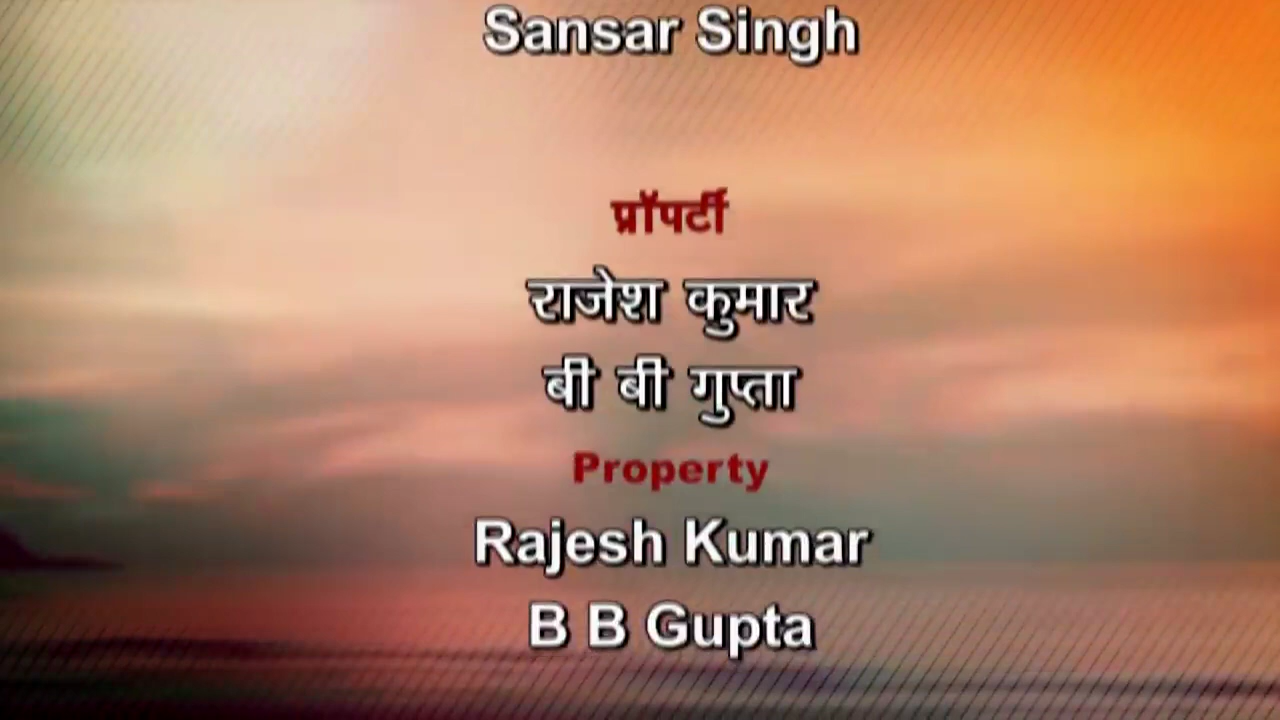 Sansar Singh
प्रॉपर्टी
राजेश कुमार
बी बी गुप्ता
Property
Rajesh Kumar
B B Gupta